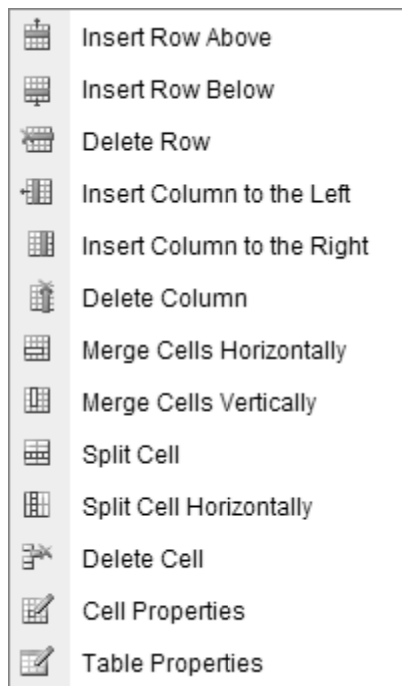 Insert Row Above
Insert Row Below
Delete Row
Insert Column to the Left
Insert Column to the Right
Delete Column
Merge Cells Horizontally
Merge Cells Vertically
Split Cell
Split Cell Horizontally
Delete Cell
Cell Properties
Table Properties